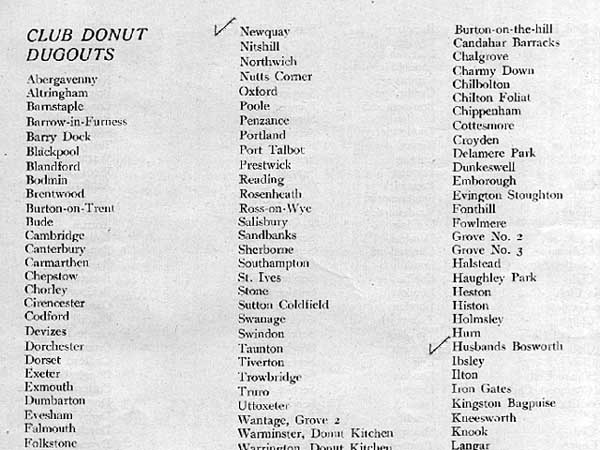 CLUB DONUT
DUGOUTS
Abergavenny
Altringham
Barnstaple
Barrow-in-Furness
Barry Dock
Blackpool
Blandford
Bodmin
Brentwood
Burton-on-Trent
Bude
Cambridge
Canterbury
Carmarthen
Chepstow
Chorley
Cirencester
Codford
Devizes
Dorchester
Dorset
Exeter
Exmouth
Dumbarton
Evesham
Falmouth
Folkstone
Newquay
Nitshill
Northwich
Nutts Corner
Oxford
Poole
Penzance
Portland
Port Talbot
Prestwick
Reading
Rosenheath
Ross-on-Wye
Salisbury
Sandbanks
Sherborne
Southampton
St. Ives
Stone
Sutton Coldfield
Swanage
Swindon
Taunton
Tiverton
Trowbridge
Truro
Uttoxeter
Wantage, Grove 2
Warminster, Donut Kitchen
Warrington, Donut Kitchen
Burton-on-the-hill
Candahar Barracks
Chalgrove
Charmy Down
Chilbolton
Chilton Foliat
Chippenham
Cottesmore
Croyden
Delamere Park
Dunkeswell
Emborough
Evington Stoughton
Fonthill
Fowlmere
Grove No. 2
Grove No. 3
Halstead
Haughley Park
Heston
Histon
Holmsley
Hurn
Husbands Bosworth
Ibsley
Ilton
Iron Gates
Kingston Bagpuise
Kneesworth
Knook
Langar